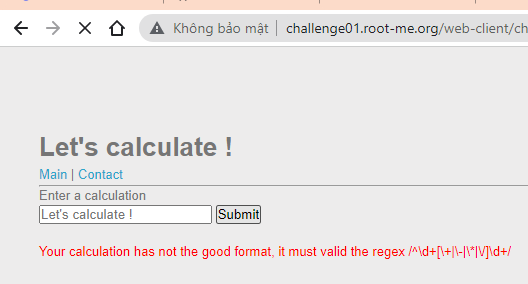 Không bảo mật | challenge01.root-me.org/web-client/ch
Let's calculate !
Main | Contact
Enter a calculation
Let's calculate ! Submit
Your calculation has not the good format, it must valid the regex /^\d+[\+|\-|\*|\/]\d+/